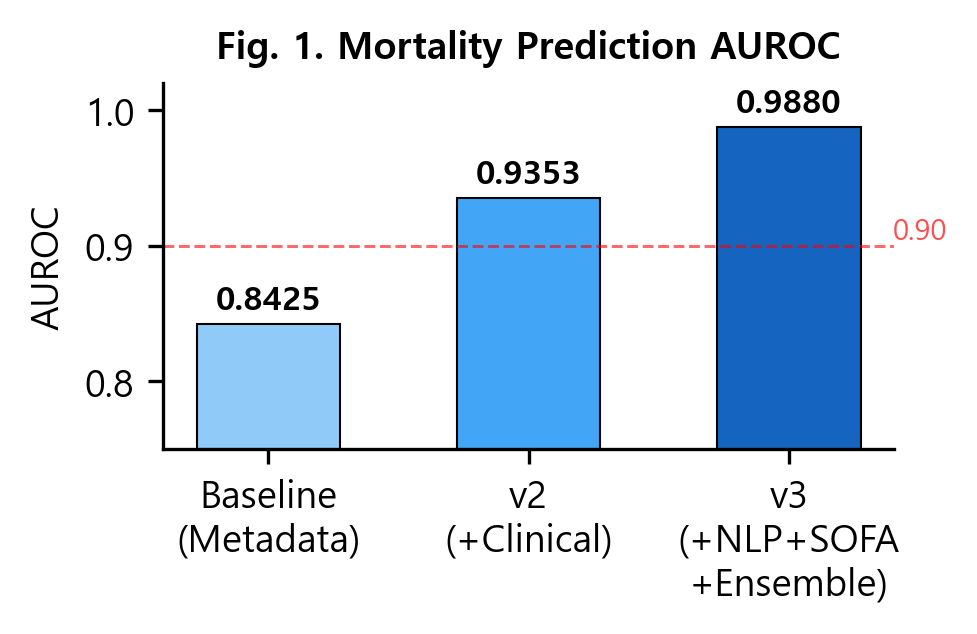 Fig. 1. Mortality Prediction AUROC
AUROC
1.0
0.9
0.8
0.8425
0.9353
0.9880
0.90
Baseline
(Metadata)
v2
(+Clinical)
v3
(+NLP+SOFA
+Ensemble)